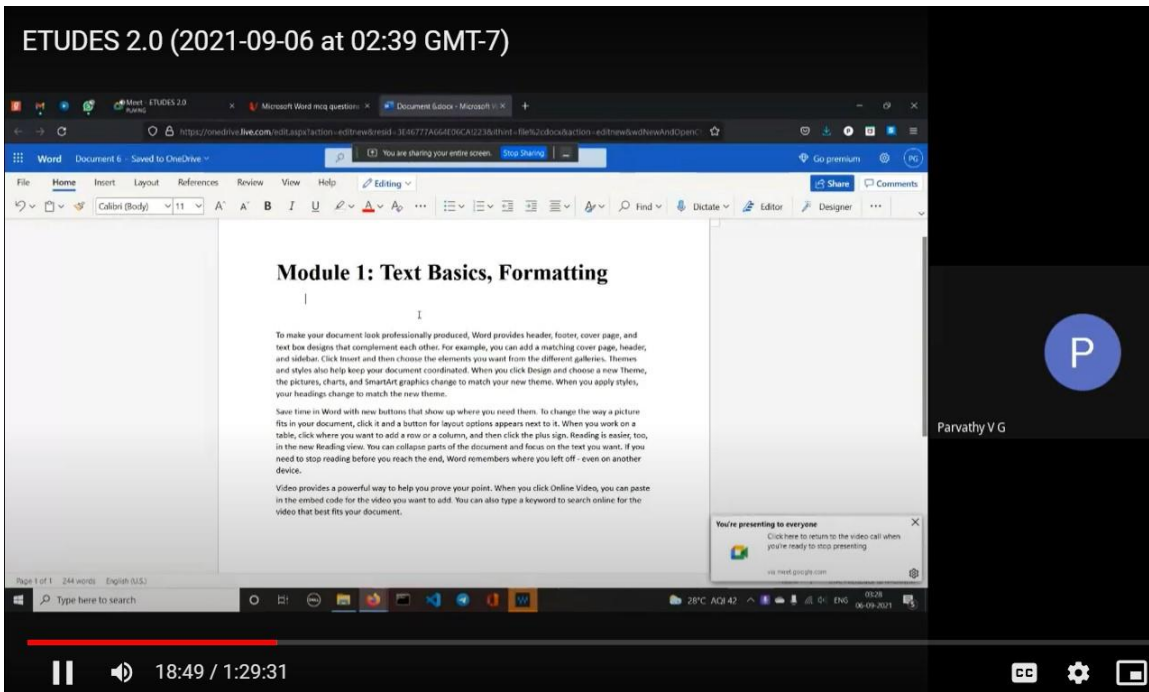 ETUDES 2.0 (2021-09-06 at 02:39 GMT-7)
Meet - ETUDES 2.0
PLAYING
Microsoft Word mcq questions
Document 6.docx - Microsoft W
Word Document 6 - Saved to OneDrive
You are sharing your entire screen. Stop Sharing
Go premium
PG
File Home Insert Layout References Review View Help Editing
Share Comments
Calibri (Body) 11 B I U Find Dictate Editor Designer
Module 1: Text Basics, Formatting
To make your document look professionally produced, Word provides header, footer, cover page, and
text box designs that complement each other. For example, you can add a matching cover page, header,
and sidebar. Click Insert and then choose the elements you want from the different galleries. Themes
and styles also help keep your document coordinated. When you click Design and choose a new Theme,
the pictures, charts, and SmartArt graphics change to match your new theme. When you apply styles,
your headings change to match the new theme.
Save time in Word with new buttons that show up where you need them. To change the way a picture
fits in your document, click it and a button for layout options appears next to it. When you work on a
table, click where you want to add a row or a column, and then click the plus sign. Reading is easier, too,
in the new Reading view. You can collapse parts of the document and focus on the text you want. If you
need to stop reading before you reach the end, Word remembers where you left off - even on another
device.
Video provides a powerful way to help you prove your point. When you click Online Video, you can paste
in the embed code for the video you want to add. You can also type a keyword to search online for the
video that best fits your document.
P
Parvathy V G
You're presenting to everyone
Click here to return to the video call when
you're ready to stop presenting
via meet.google.com
Page 1 of 1 244 words English (U.S.)
Type here to search
28°C AQI 42 ENG
03:28
06-09-2021
18:49 / 1:29:31
CC